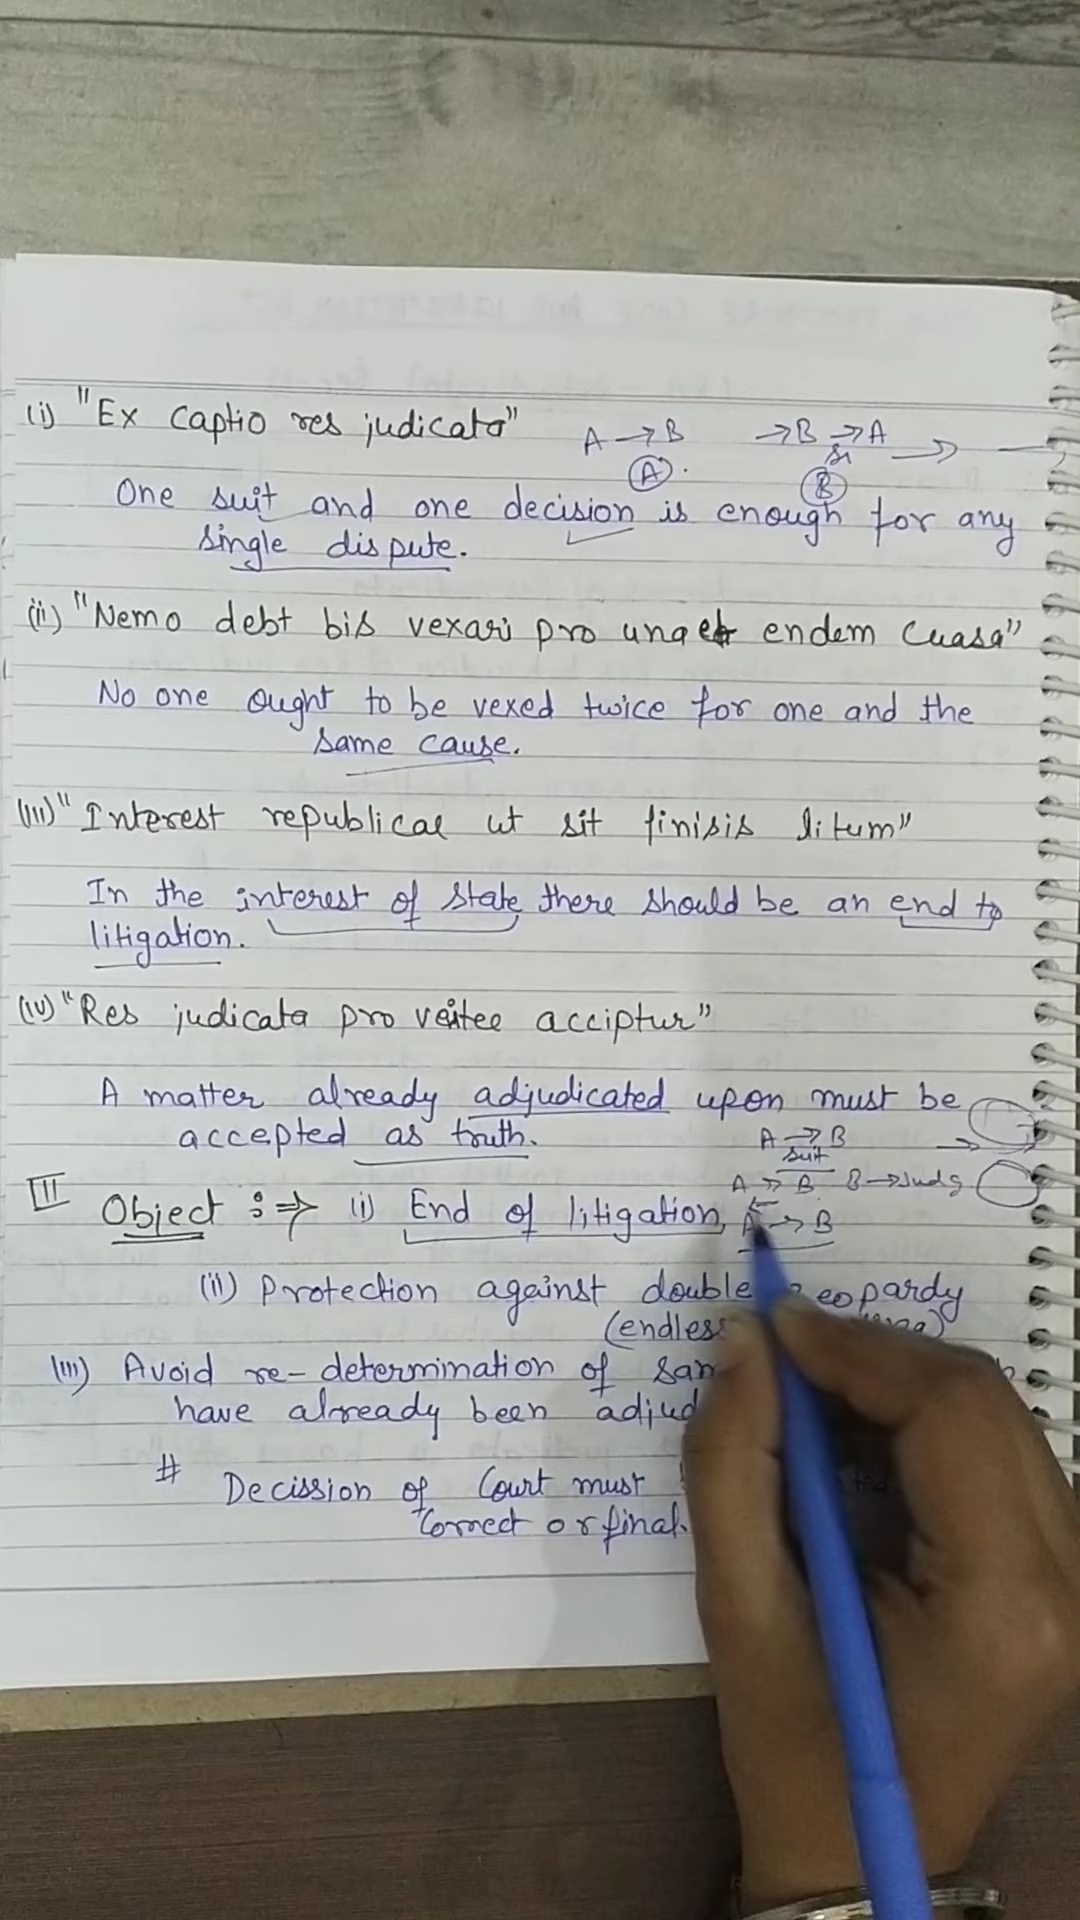 (i) "Ex Captio res judicata" A → B → B → A
(A). (B)
One suit and one decision is enough for any
single dispute.
(ii) "Nemo debt bis vexari pro una et endem cuasa"
No one ought to be vexed twice for one and the
same cause.
(III) "Interest republicae ut sit finisis litum"
In the interest of state there should be an end to
litigation.
(IV) "Res judicata pro veitee acciptur"
A matter already adjudicated upon must be
accepted as truth. A → B
suit
A → B B → Judg
II Object :⇒ (i) End of litigation, A → B
(ii) Protection against double
(endless
(III) Avoid re-determination of
have already been
# Decission of Court must
correct or final.